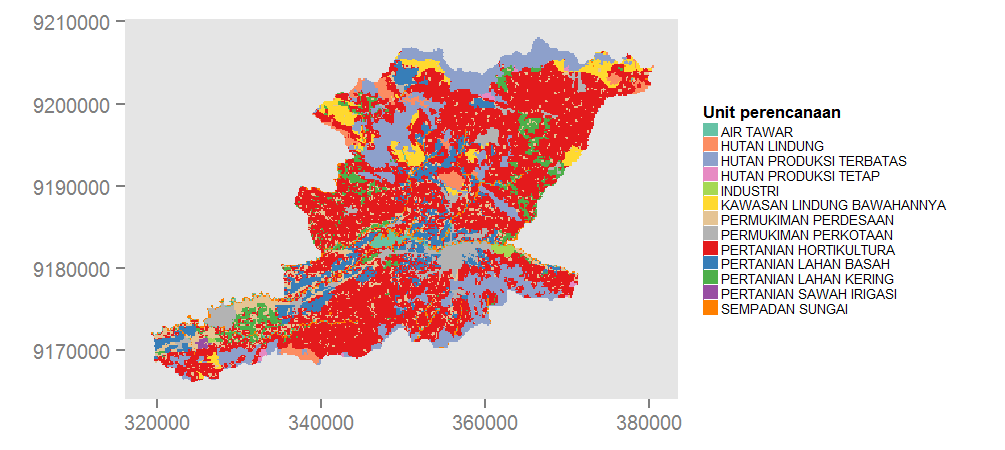 9210000
9200000
9190000
9180000
9170000
320000
340000
360000
380000
Unit perencanaan
AIR TAWAR
HUTAN LINDUNG
HUTAN PRODUKSI TERBATAS
HUTAN PRODUKSI TETAP
INDUSTRI
KAWASAN LINDUNG BAWAHANNYA
PERMUKIMAN PERDESAAN
PERMUKIMAN PERKOTAAN
PERTANIAN HORTIKULTURA
PERTANIAN LAHAN BASAH
PERTANIAN LAHAN KERING
PERTANIAN SAWAH IRIGASI
SEMPADAN SUNGAI